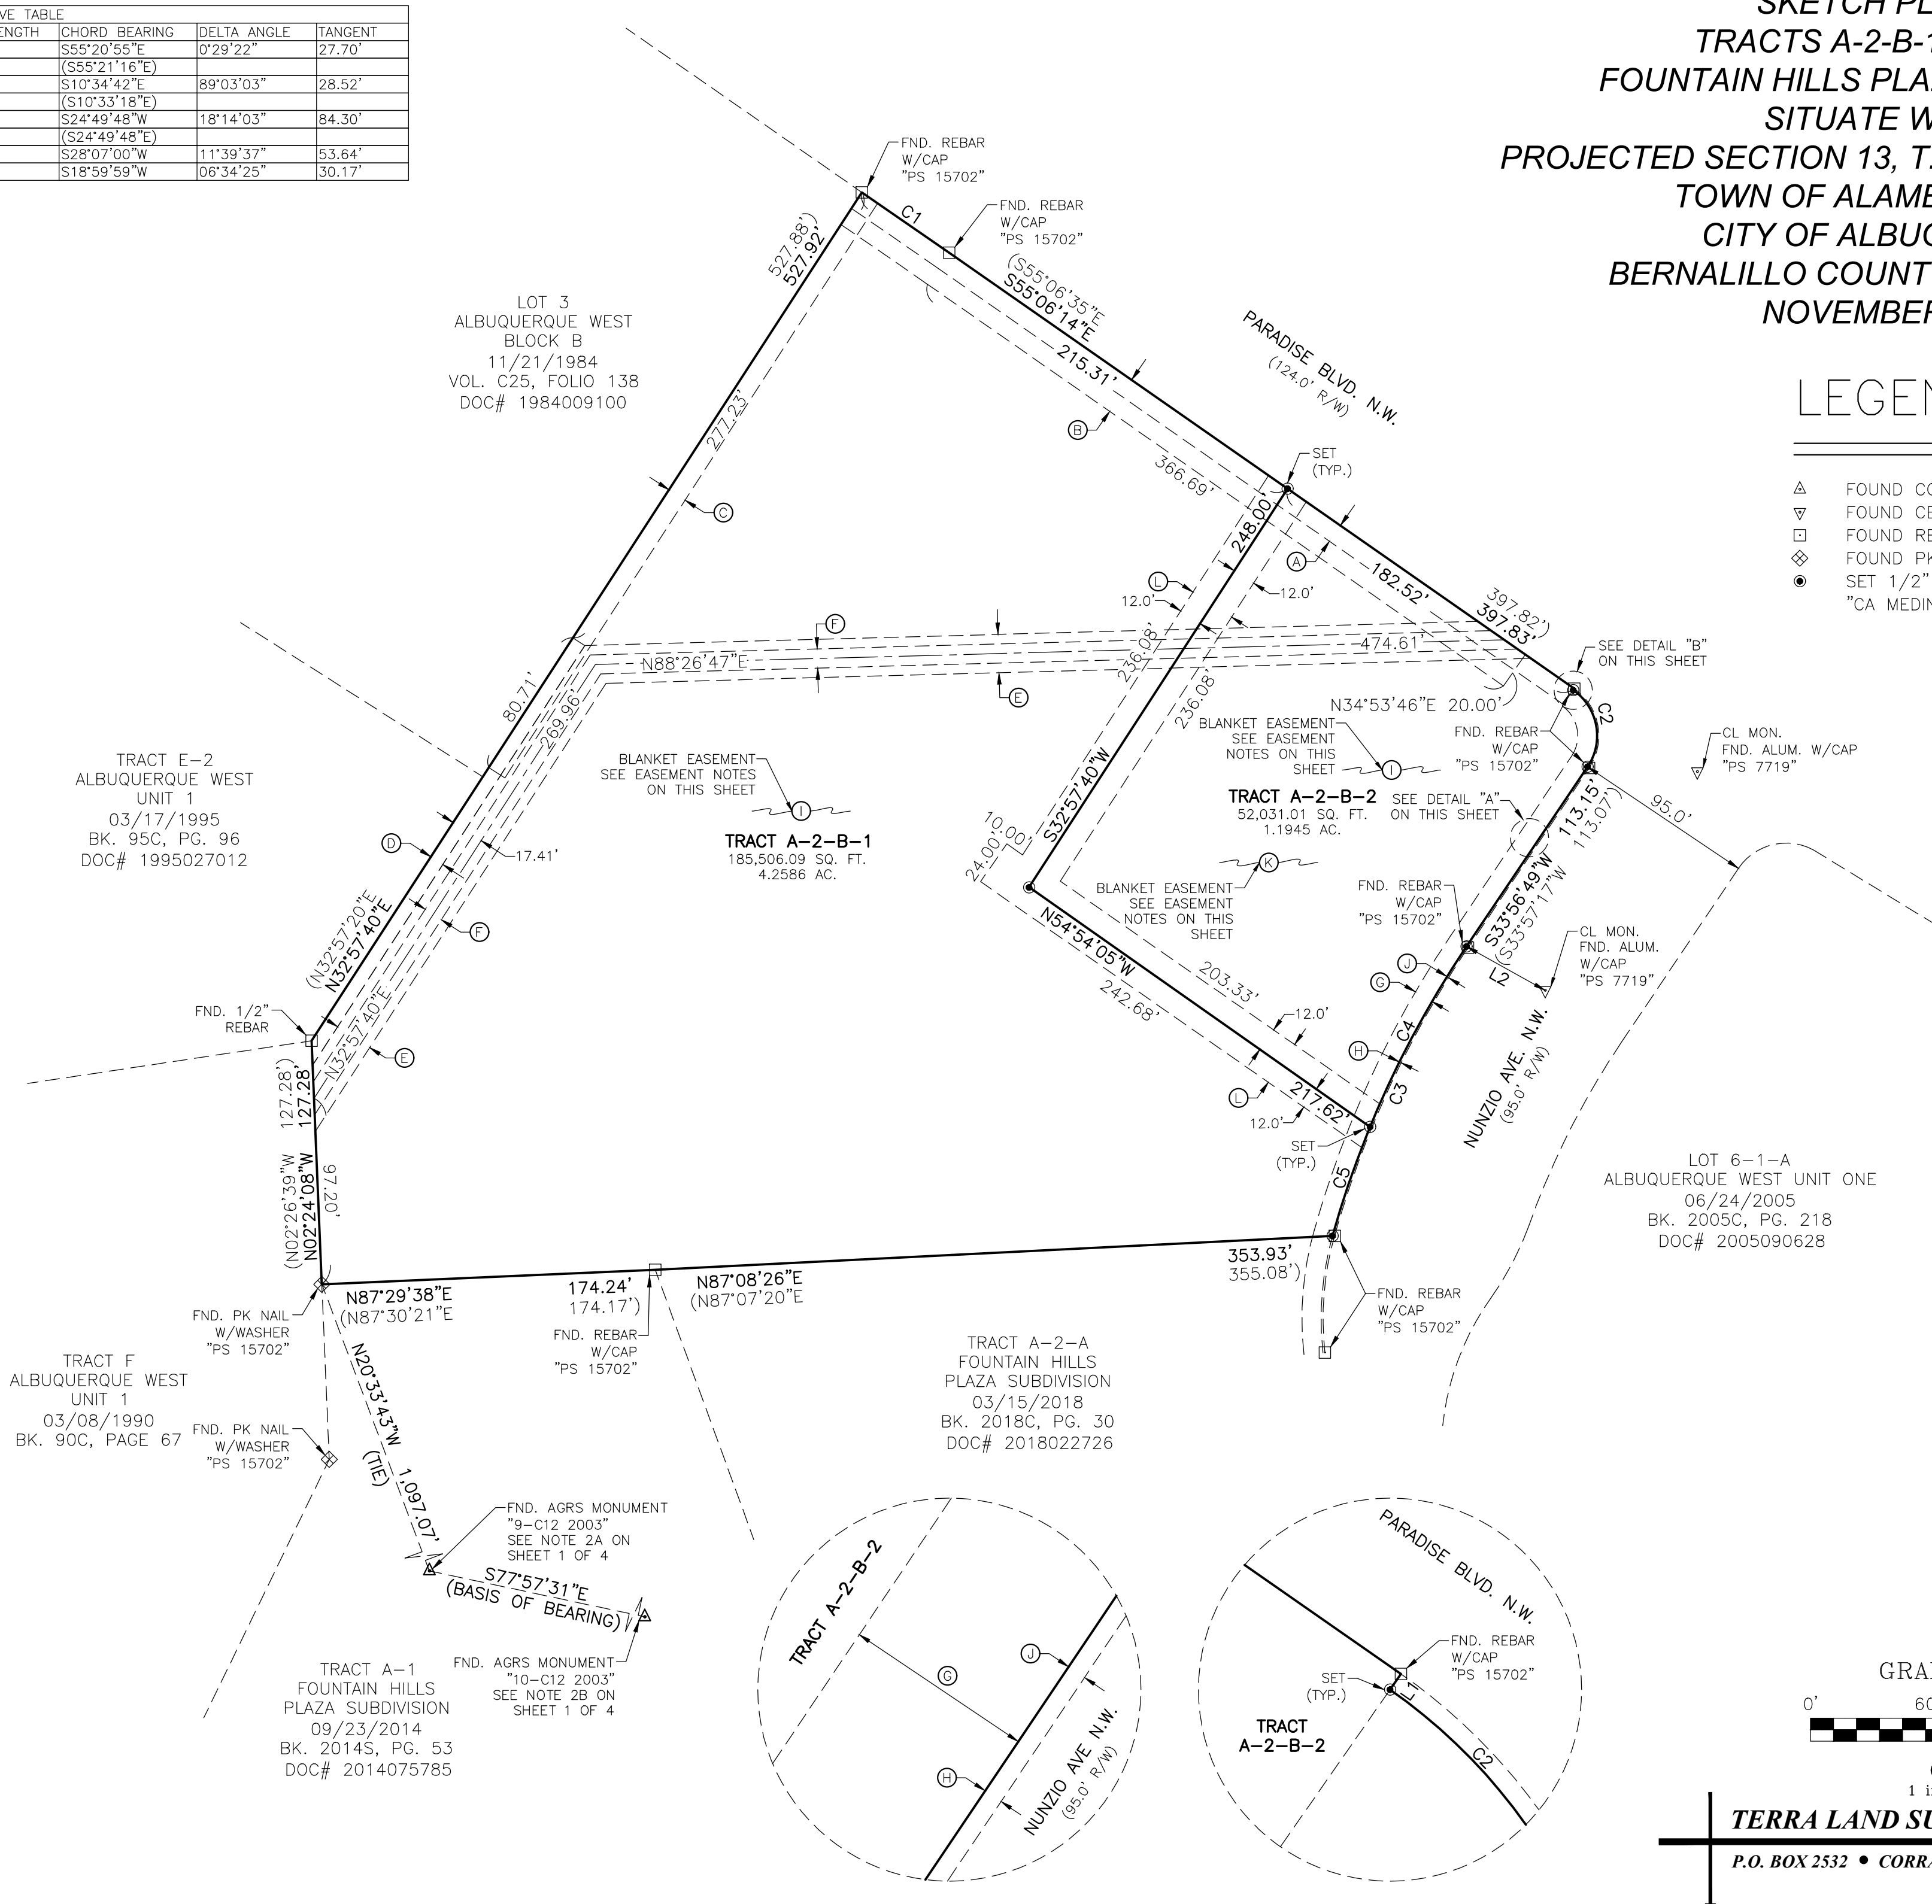 VE TABLE
ENGTH CHORD BEARING DELTA ANGLE TANGENT
S55°20'55"E 0°29'22" 27.70'
(S55°21'16"E)
S10°34'42"E 89°03'03" 28.52'
(S10°33'18"E)
S24°49'48"W 18°14'03" 84.30'
(S24°49'48"E)
S28°07'00"W 11°39'37" 53.64'
S18°59'59"W 06°34'25" 30.17'
SKETCH PL
TRACTS A-2-B-1
FOUNTAIN HILLS PLA
SITUATE W
PROJECTED SECTION 13, T.
TOWN OF ALAME
CITY OF ALBUQ
BERNALILLO COUNT
NOVEMBER
LEGEN
FOUND CO
FOUND CE
FOUND RE
FOUND PK
SET 1/2"
"CA MEDIN
FND. REBAR
W/CAP
"PS 15702"
C1
FND. REBAR
W/CAP
"PS 15702"
527.88')
527.92'
(S55°06'35"E
S55°06'14"E
215.31'
PARADISE BLVD. N.W.
(124.0' R/W)
LOT 3
ALBUQUERQUE WEST
BLOCK B
11/21/1984
VOL. C25, FOLIO 138
DOC# 1984009100
277.23'
B
366.69'
SET
(TYP.)
C
248.00'
A
L
12.0'
12.0'
182.52'
397.82')
397.83'
F
N88°26'47"E
474.61'
E
236.08'
236.08'
SEE DETAIL "B"
ON THIS SHEET
N34°53'46"E 20.00'
80.71'
269.96'
C2
BLANKET EASEMENT
SEE EASEMENT
NOTES ON THIS
SHEET
I
FND. REBAR
W/CAP
"PS 15702"
CL MON.
FND. ALUM. W/CAP
"PS 7719"
TRACT E-2
ALBUQUERQUE WEST
UNIT 1
03/17/1995
BK. 95C, PG. 96
DOC# 1995027012
BLANKET EASEMENT
SEE EASEMENT NOTES
ON THIS SHEET
I
TRACT A-2-B-1
185,506.09 SQ. FT.
4.2586 AC.
S32°57'40"W
TRACT A-2-B-2
52,031.01 SQ. FT.
1.1945 AC.
SEE DETAIL "A"
ON THIS SHEET
113.15'
113.07')
95.0'
D
17.41'
10.00'
24.00'
K
BLANKET EASEMENT
SEE EASEMENT
NOTES ON THIS
SHEET
FND. REBAR
W/CAP
"PS 15702"
S33°56'49"W
(S33°57'17"W
(N32°57'20"E
N32°57'40"E
F
N54°54'05"W
242.68'
203.33'
12.0'
J
G
L2
CL MON.
FND. ALUM.
W/CAP
"PS 7719"
FND. 1/2"
REBAR
N32°57'40"E
E
H
C4
C3
NUNZIO AVE. N.W.
(95.0' R/W)
127.28')
127.28'
L
217.62'
12.0'
SET
(TYP.)
C5
(N02°26'39"W
N02°24'08"W
97.20'
LOT 6-1-A
ALBUQUERQUE WEST UNIT ONE
06/24/2005
BK. 2005C, PG. 218
DOC# 2005090628
N87°29'38"E
(N87°30'21"E
174.24'
174.17')
N87°08'26"E
(N87°07'20"E
353.93'
355.08')
FND. PK NAIL
W/WASHER
"PS 15702"
FND. REBAR
W/CAP
"PS 15702"
FND. REBAR
W/CAP
"PS 15702"
TRACT F
ALBUQUERQUE WEST
UNIT 1
03/08/1990
BK. 90C, PAGE 67
N20°33'43"W
(TIE)
1,097.07'
TRACT A-2-A
FOUNTAIN HILLS
PLAZA SUBDIVISION
03/15/2018
BK. 2018C, PG. 30
DOC# 2018022726
FND. PK NAIL
W/WASHER
"PS 15702"
FND. AGRS MONUMENT
"9-C12 2003"
SEE NOTE 2A ON
SHEET 1 OF 4
S77°57'31"E
(BASIS OF BEARING)
FND. AGRS MONUMENT
"10-C12 2003"
SEE NOTE 2B ON
SHEET 1 OF 4
TRACT A-1
FOUNTAIN HILLS
PLAZA SUBDIVISION
09/23/2014
BK. 2014S, PG. 53
DOC# 2014075785
TRACT A-2-B-2
G
J
H
NUNZIO AVE N.W.
(95.0' R/W)
PARADISE BLVD. N.W.
FND. REBAR
W/CAP
"PS 15702"
SET
(TYP.)
L1
TRACT
A-2-B-2
C2
GRA
0' 60
(
1 i
TERRA LAND SU
P.O. BOX 2532 • CORRA